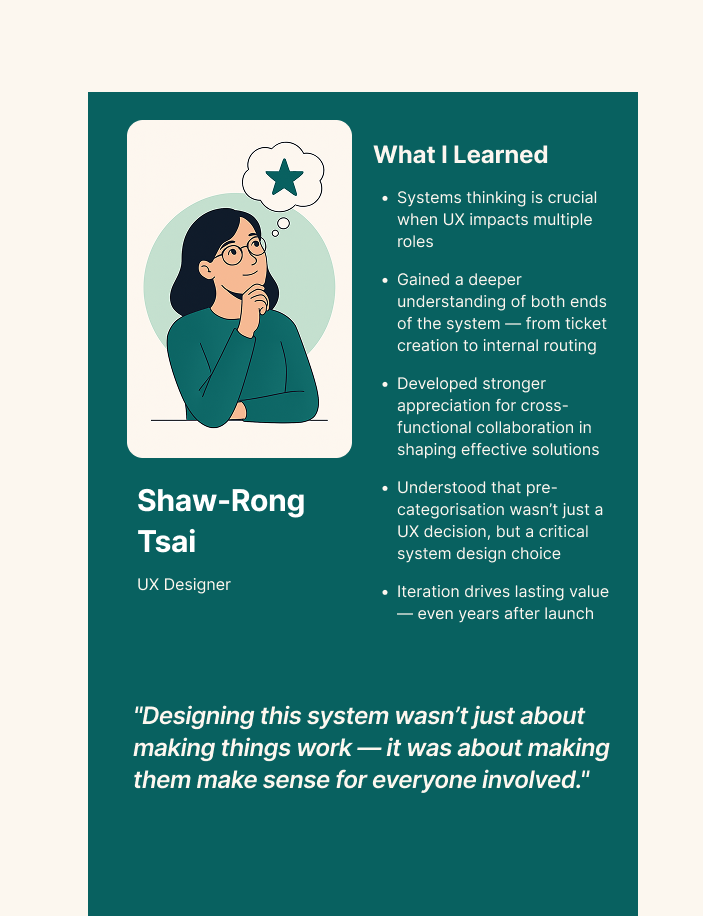 What I Learned
• Systems thinking is crucial
when UX impacts multiple
roles
• Gained a deeper
understanding of both ends
of the system — from ticket
creation to internal routing
• Developed stronger
appreciation for cross-
functional collaboration in
shaping effective solutions
• Understood that pre-
categorisation wasn’t just a
UX decision, but a critical
system design choice
• Iteration drives lasting value
— even years after launch
Shaw-Rong
Tsai
UX Designer
"Designing this system wasn’t just about
making things work — it was about making
them make sense for everyone involved."